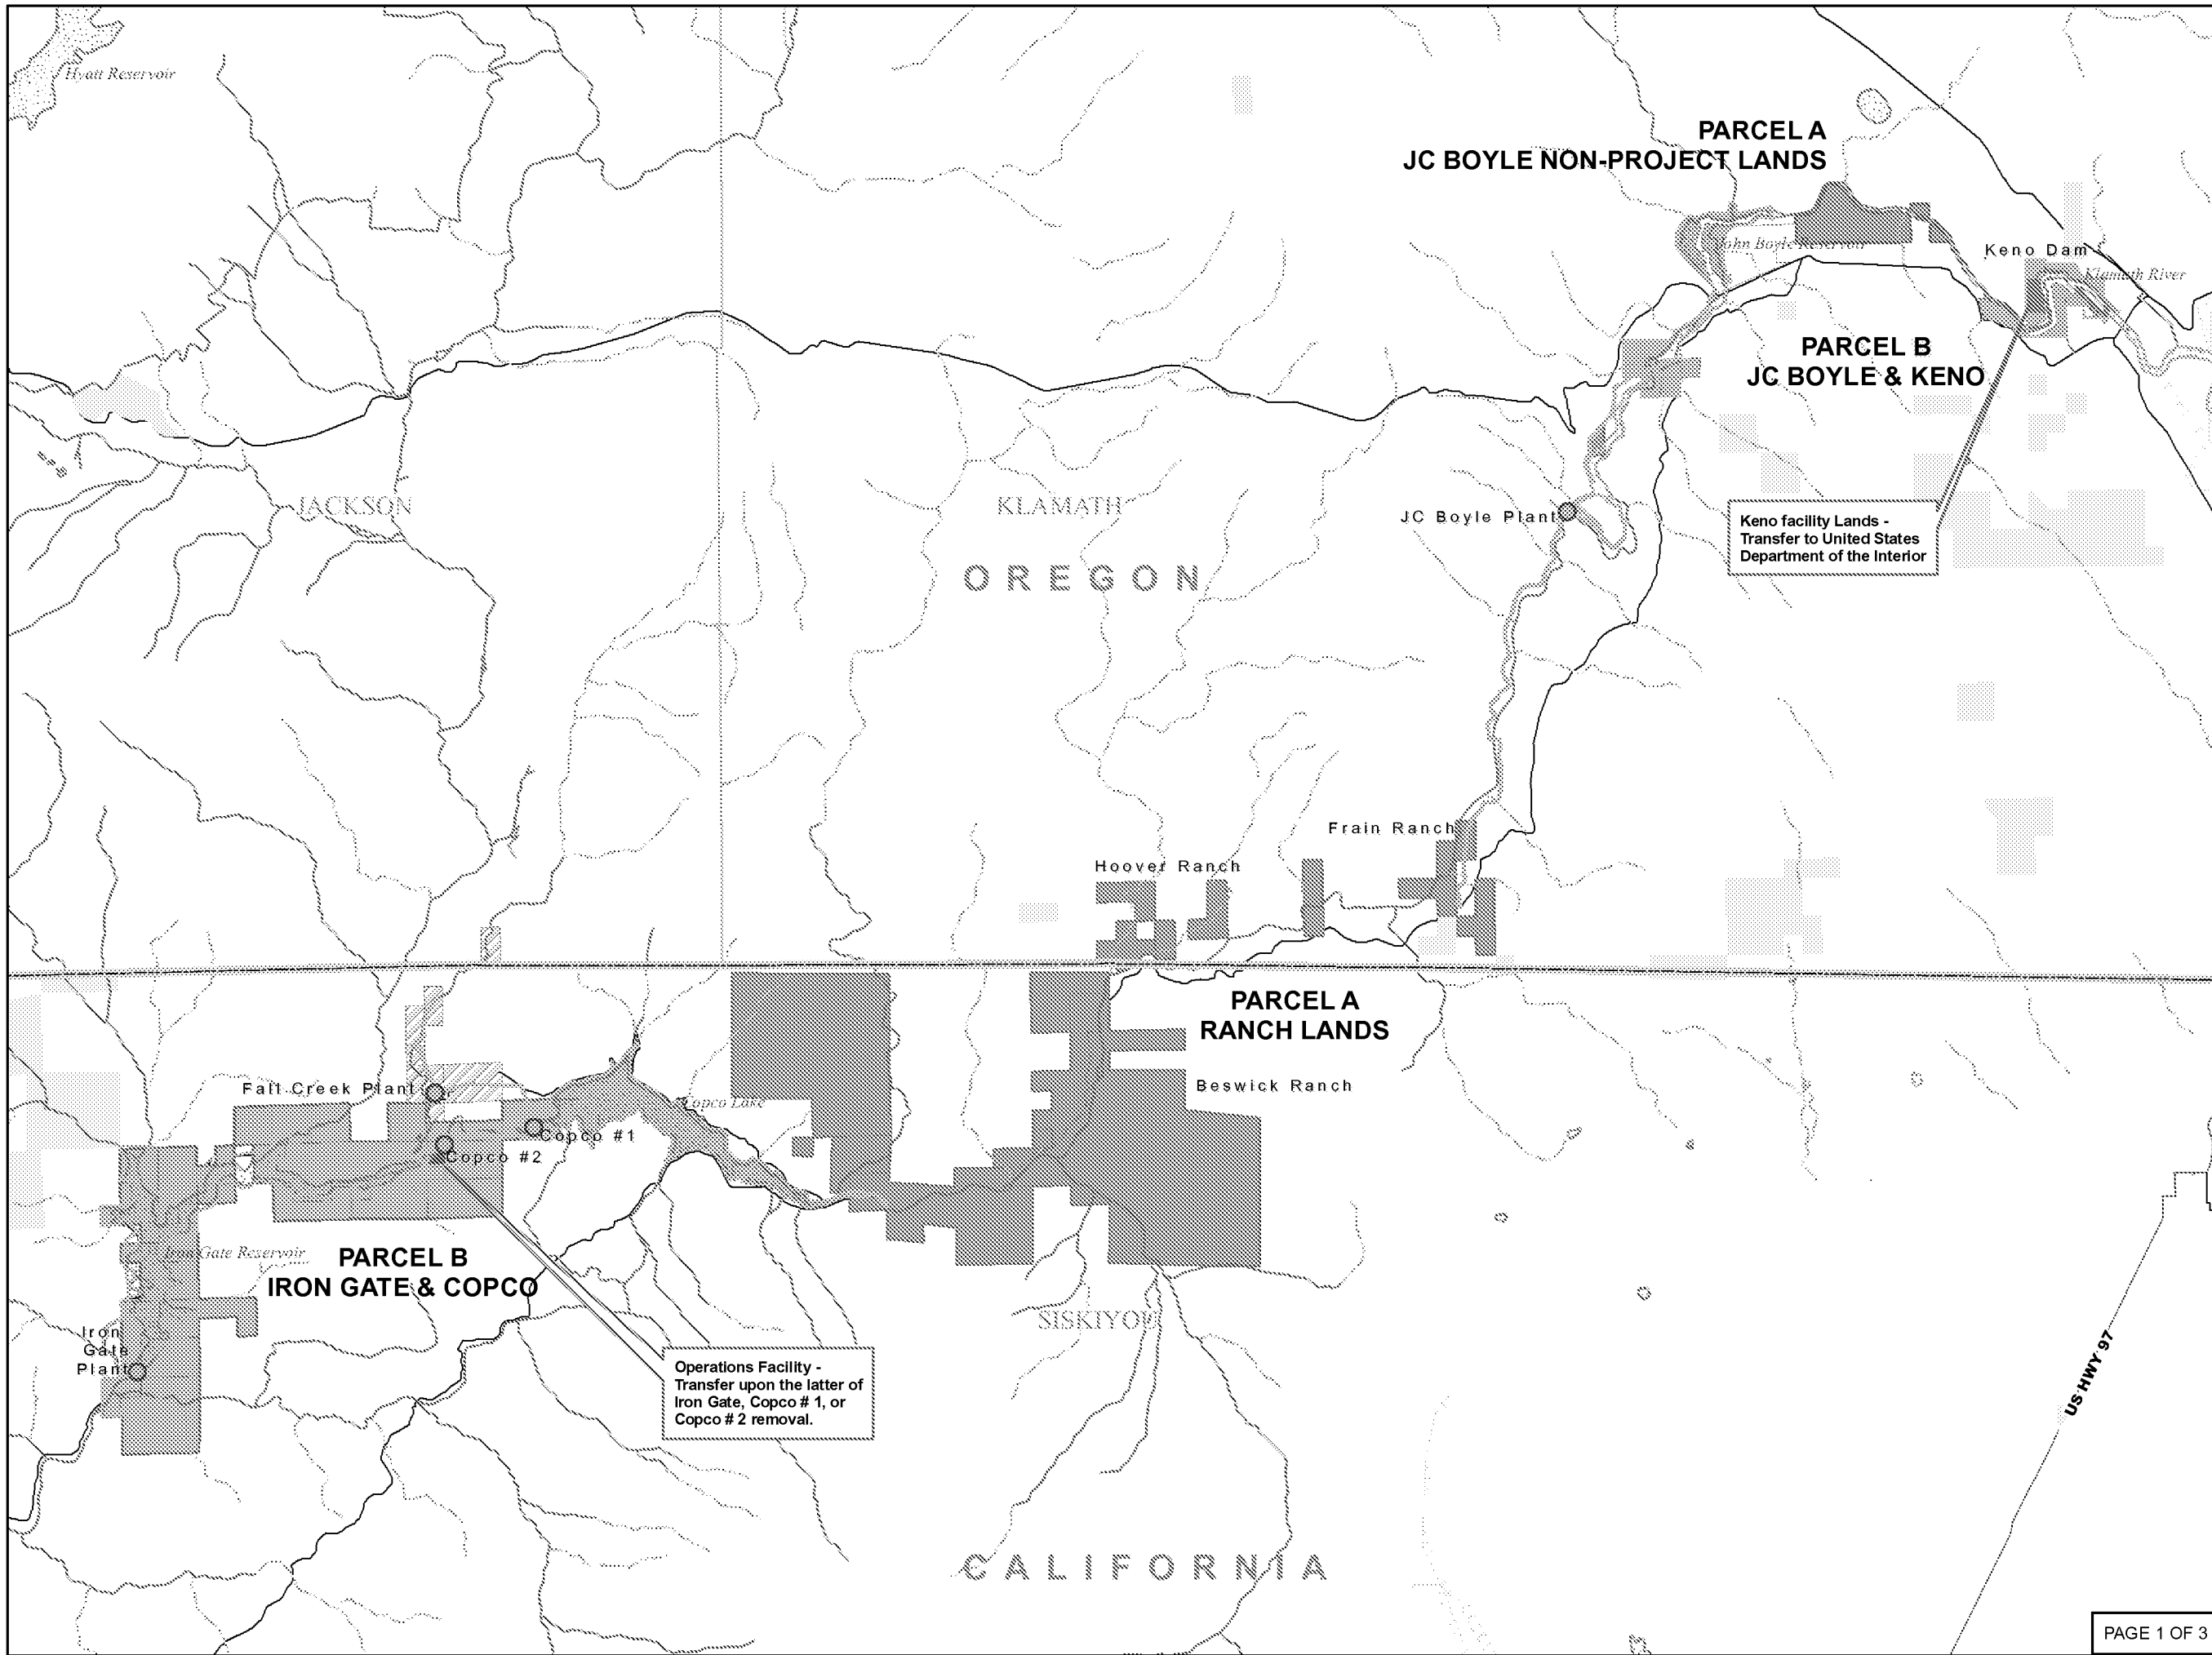 Hyatt Reservoir
PARCEL A
JC BOYLE NON-PROJECT LANDS
John Boyle Reservoir
Keno Dam
Klamath River
PARCEL B
JC BOYLE & KENO
JACKSON
KLAMATH
JC Boyle Plant
Keno facility Lands -
Transfer to United States
Department of the Interior
OREGON
Frain Ranch
Hoover Ranch
PARCEL A
RANCH LANDS
Fall Creek Plant
Beswick Ranch
Copco Lake
Copco #1
Copco #2
Iron Gate Reservoir
PARCEL B
IRON GATE & COPCO
SISKIYOU
Iron
Gate
Plant
Operations Facility -
Transfer upon the latter of
Iron Gate, Copco # 1, or
Copco # 2 removal.
US HWY 97
CALIFORNIA
PAGE 1 OF 3